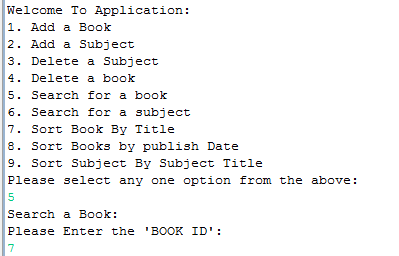 Welcome To Application:
1. Add a Book
2. Add a Subject
3. Delete a Subject
4. Delete a book
5. Search for a book
6. Search for a subject
7. Sort Book By Title
8. Sort Books by publish Date
9. Sort Subject By Subject Title
Please select any one option from the above:
5
Search a Book:
Please Enter the 'BOOK ID':
7